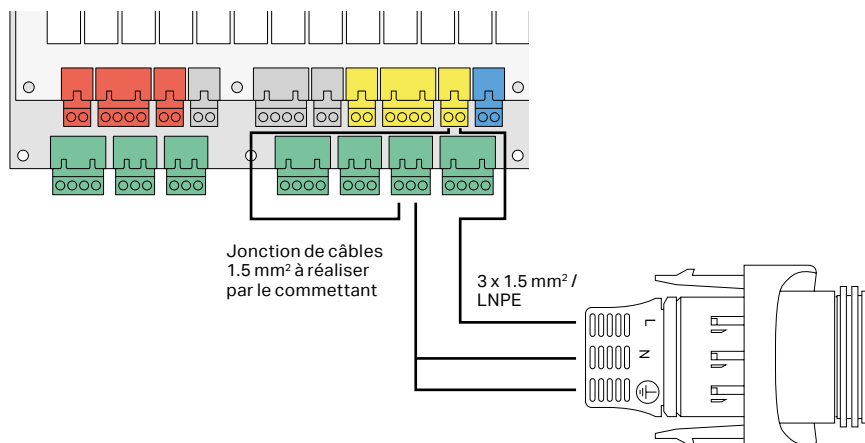 Jonction de câbles
1.5 mm² à réaliser
par le commettant
3 x 1.5 mm² /
LNPE
L
N